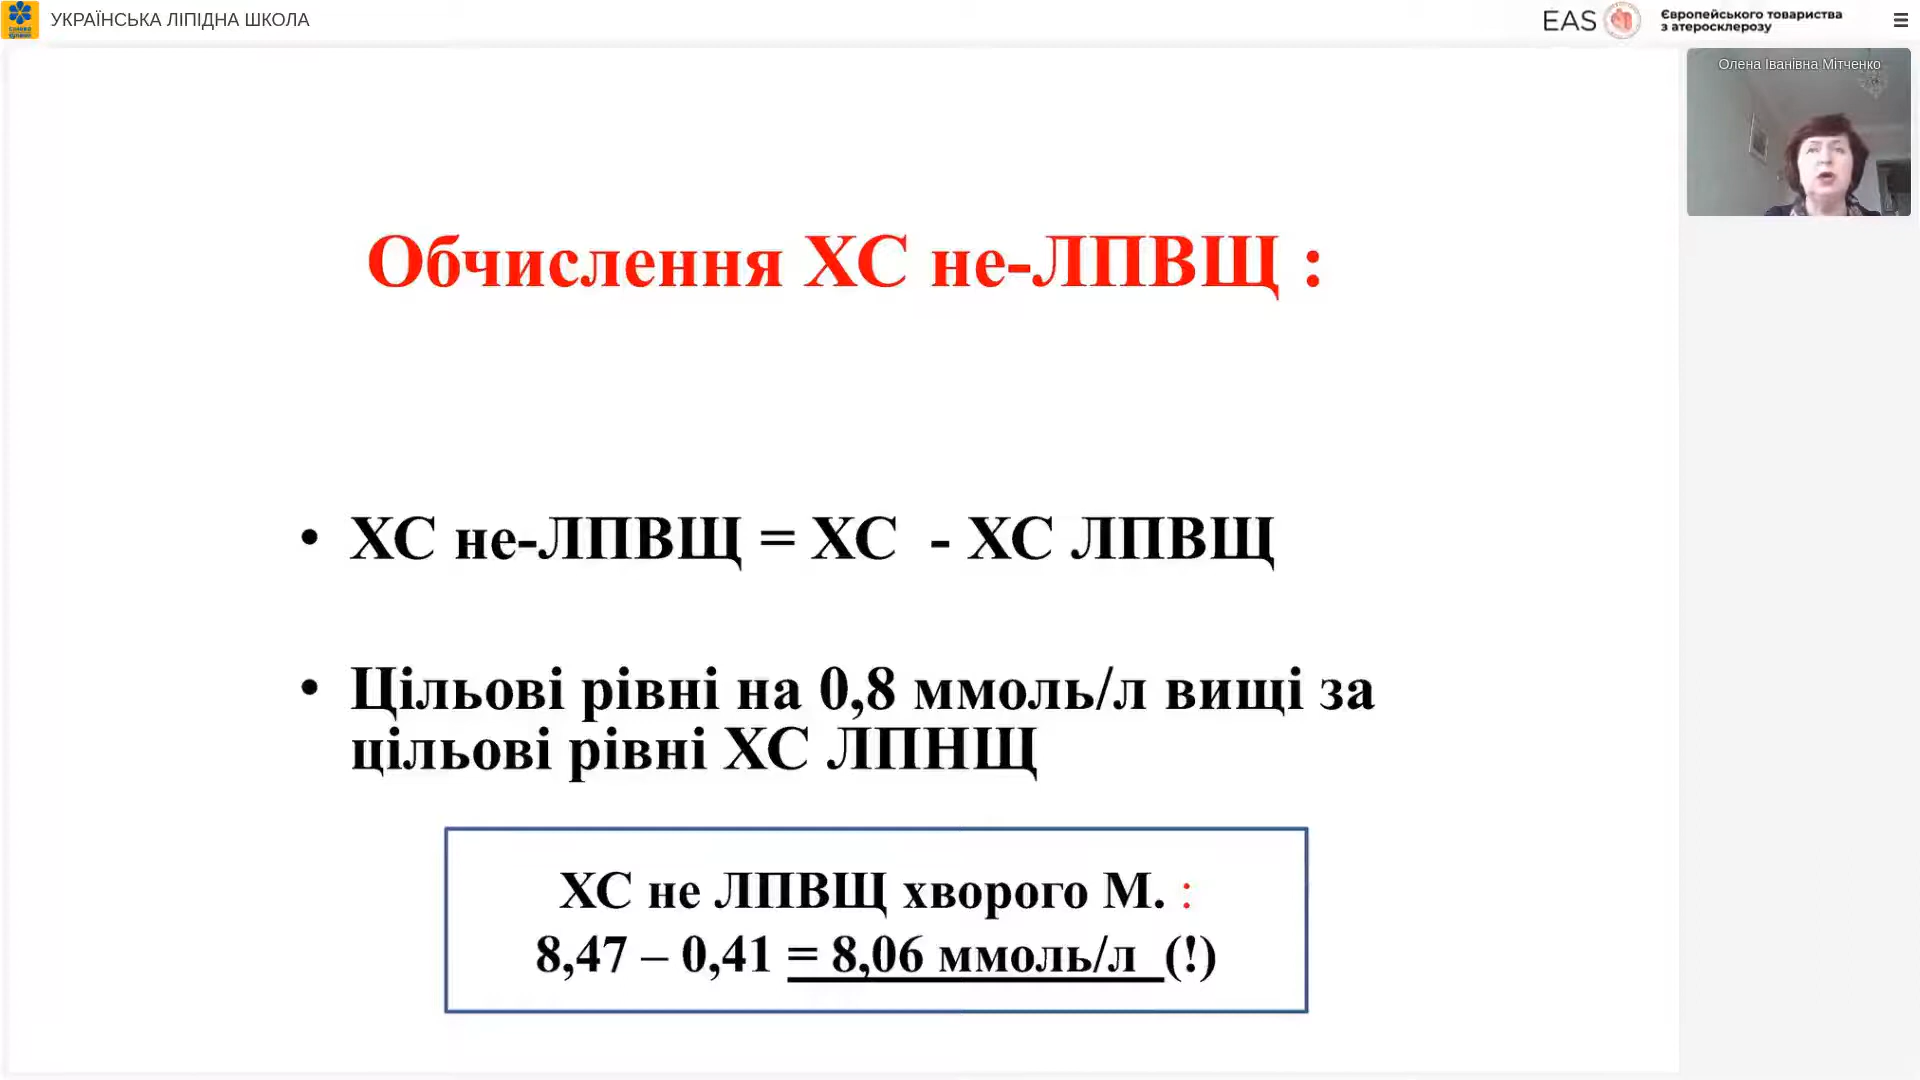 УКРАЇНСЬКА ЛІПІДНА ШКОЛА
EAS
Європейського товариства
з атеросклерозу
Олена Іванівна Мітченко
Обчислення ХС не-ЛПВЩ :
• ХС не-ЛПВЩ = ХС - ХС ЛПВЩ
• Цільові рівні на 0,8 ммоль/л вищі за
цільові рівні ХС ЛПНЩ
ХС не ЛПВЩ хворого М. :
8,47 – 0,41 = 8,06 ммоль/л (!)